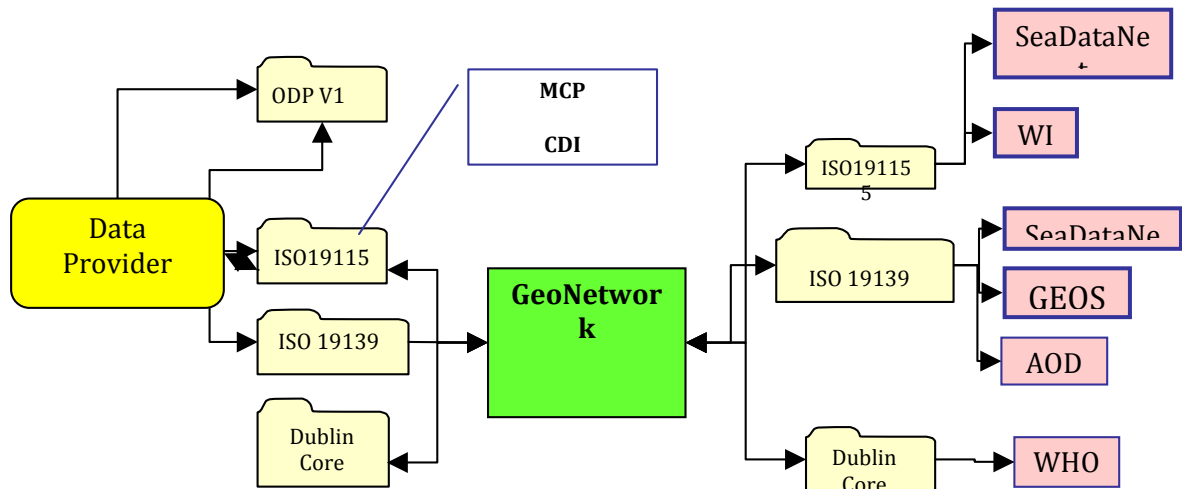 ODP V1
MCP
CDI
SeaDataNe
WI
ISO19115
5
Data
Provider
ISO19115
SeaDataNe
ISO 19139
GEOS
GeoNetwor
k
ISO 19139
AOD
Dublin
Core
Dublin
Core
WHO